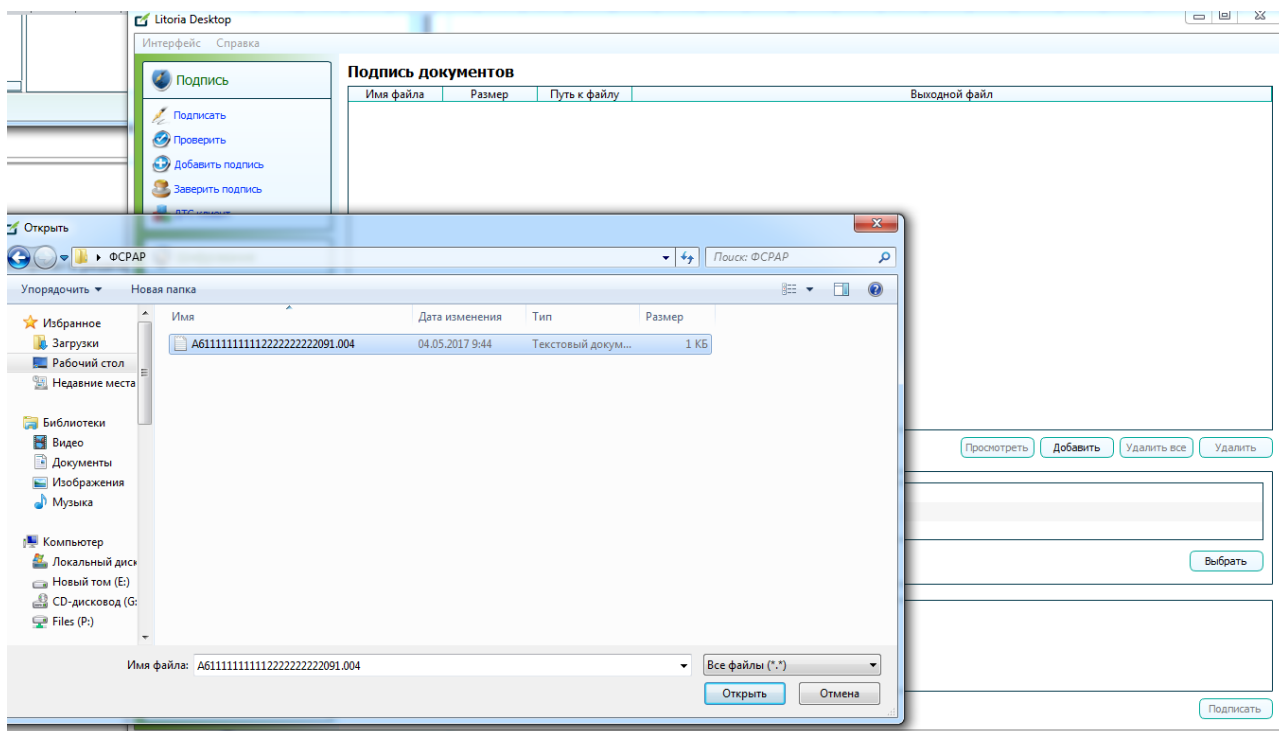 Litoria Desktop
Интерфейс Справка
Подпись
Подписать
Проверить
Добавить подпись
Заверить подпись
Подпись документов
Имя файла Размер Путь к файлу Выходной файл
Открыть
ФСРАР
Поиск: ФСРАР
Упорядочить Новая папка
Имя Дата изменения Тип Размер
Избранное
Загрузки
Рабочий стол
Недавние места
A611111111112222222222091.004 04.05.2017 9:44 Текстовый докум... 1 КБ
Библиотеки
Видео
Документы
Изображения
Музыка
Компьютер
Локальный диск
Новый том (E:)
CD-дисковод (G:
Files (P:)
Имя файла: A611111111112222222222091.004 Все файлы (*.*)
Открыть Отмена
Просмотреть Добавить Удалить все Удалить
Выбрать
Подписать